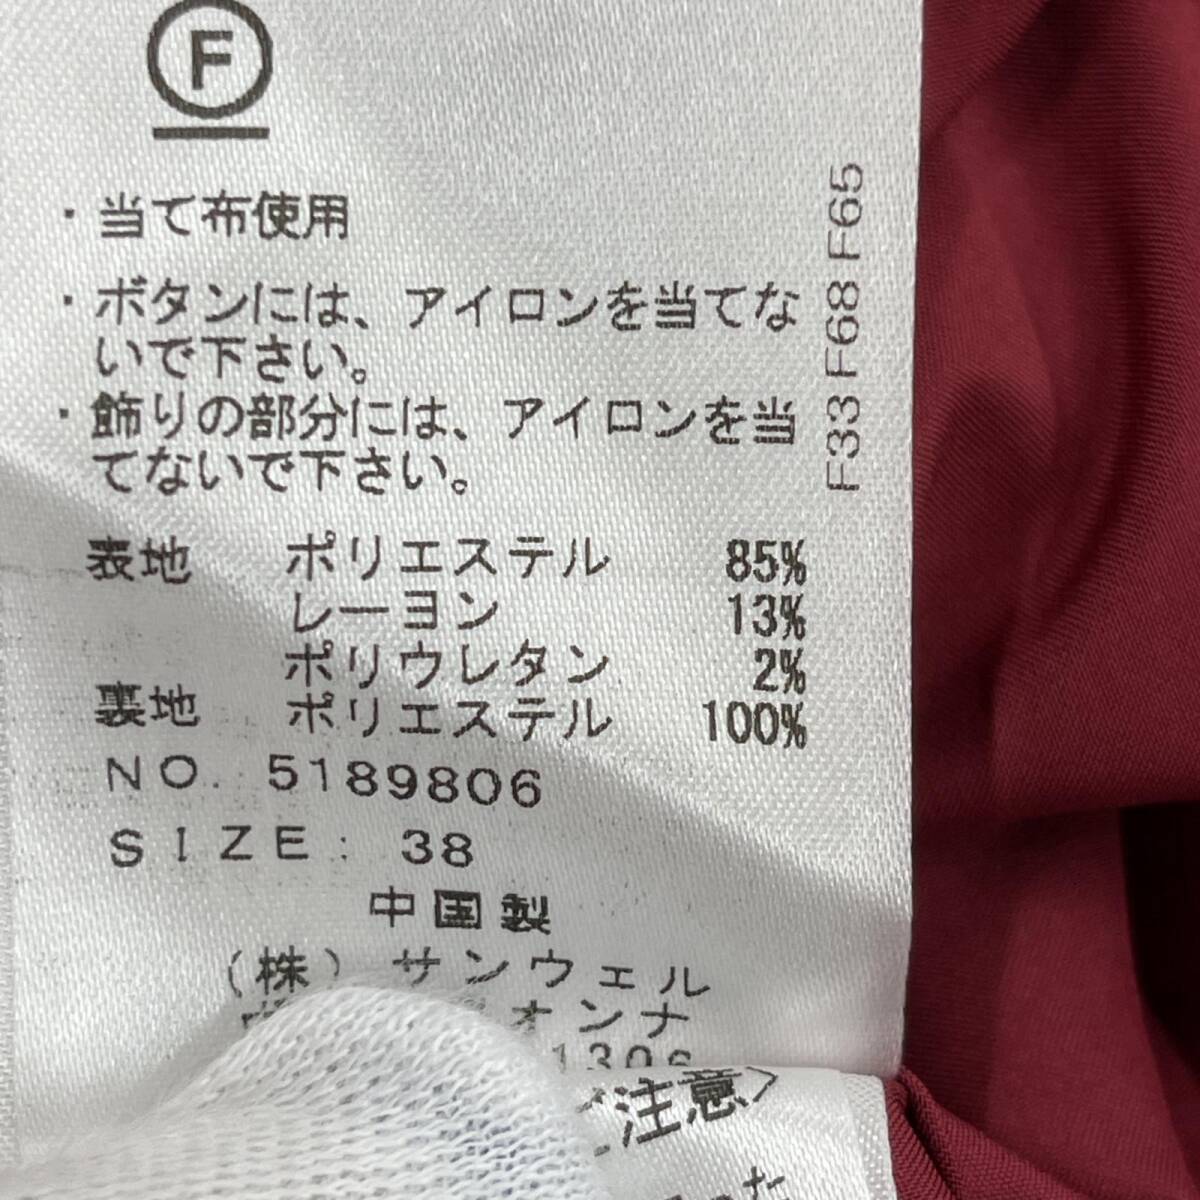 F
・当て布使用
・ボタンには、アイロンを当てな
いで下さい。
・飾りの部分には、アイロンを当
てないで下さい。
F33 F68 F65
表地 ポリエステル 85%
レーヨン 13%
ポリウレタン 2%
裏地 ポリエステル 100%
NO. 5189806
SIZE: 38
中国製
(株) サンウェル
オンナ
注意>